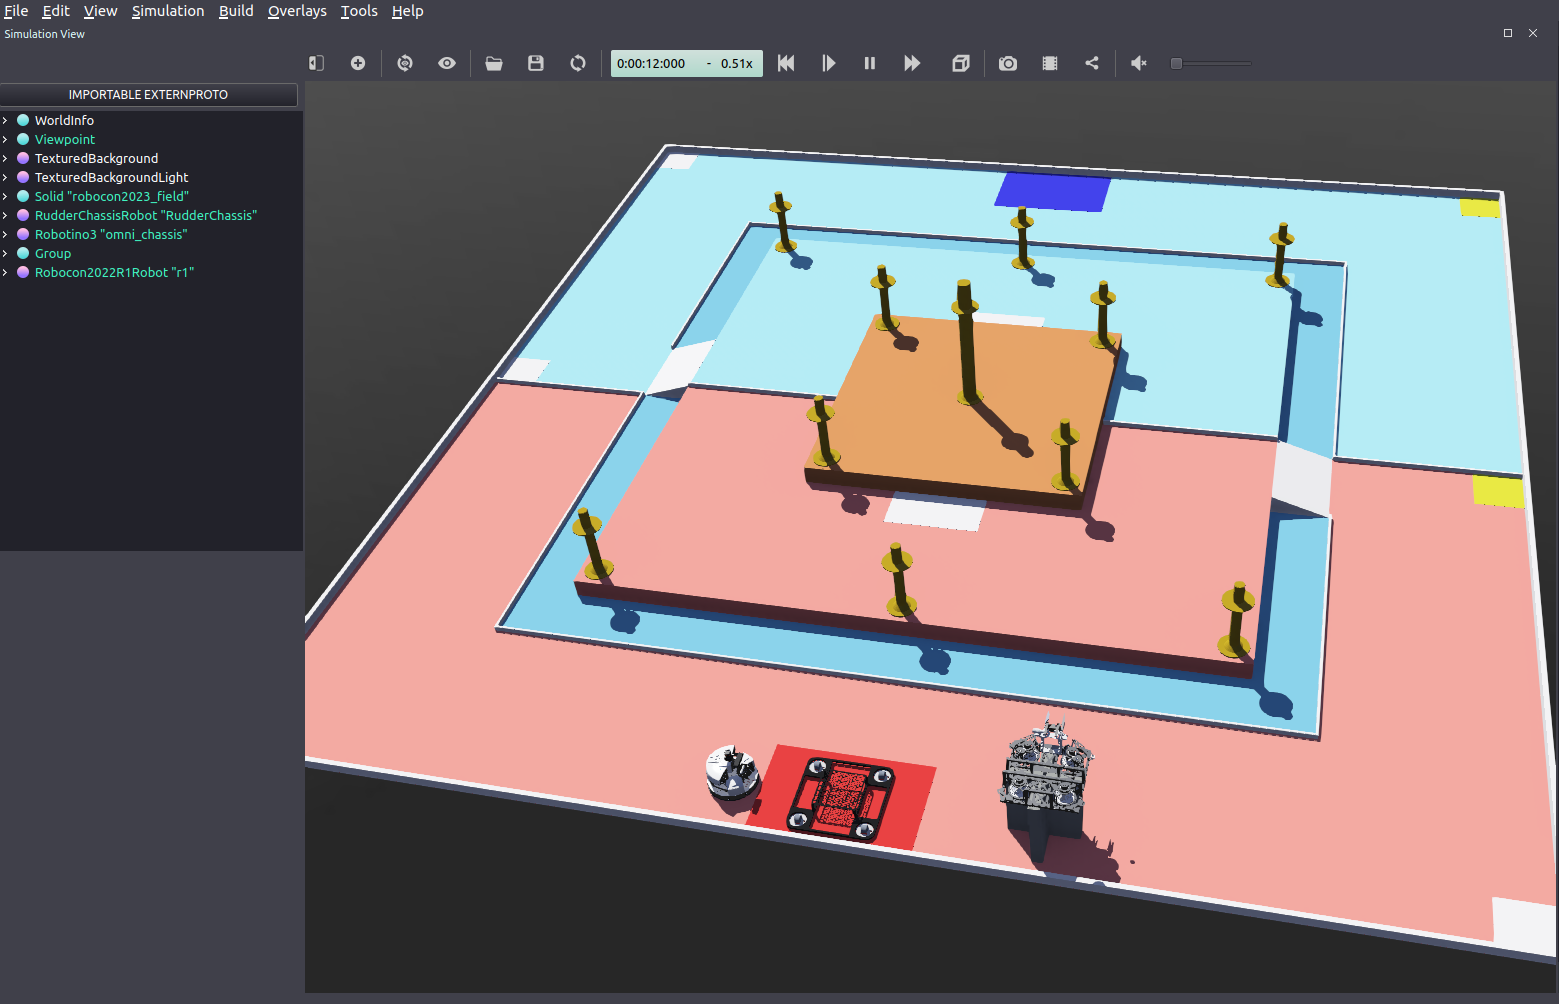 File Edit View Simulation Build Overlays Tools Help
Simulation View
0:00:12:000 - 0.51x
IMPORTABLE EXTERNPROTO
WorldInfo
Viewpoint
TexturedBackground
TexturedBackgroundLight
Solid "robocon2023_field"
RudderChassisRobot "RudderChassis"
Robotino3 "omni_chassis"
Group
Robocon2022R1Robot "r1"